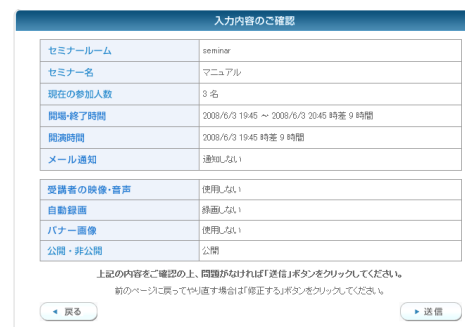 入力内容のご確認
セミナールーム seminar
セミナー名 マニュアル
現在の参加人数 3 名
開場・終了時間 2008/6/3 19:45 ～ 2008/6/3 20:45 時差 9 時間
開演時間 2008/6/3 19:45 時差 9 時間
メール通知 通知しない
受講者の映像・音声 使用しない
自動録画 録画しない
バナー画像 使用しない
公開・非公開 公開
上記の内容をご確認の上、問題がなければ「送信」ボタンをクリックしてください。
前のページに戻ってやり直す場合は「修正する」ボタンをクリックしてください。
戻る 送信